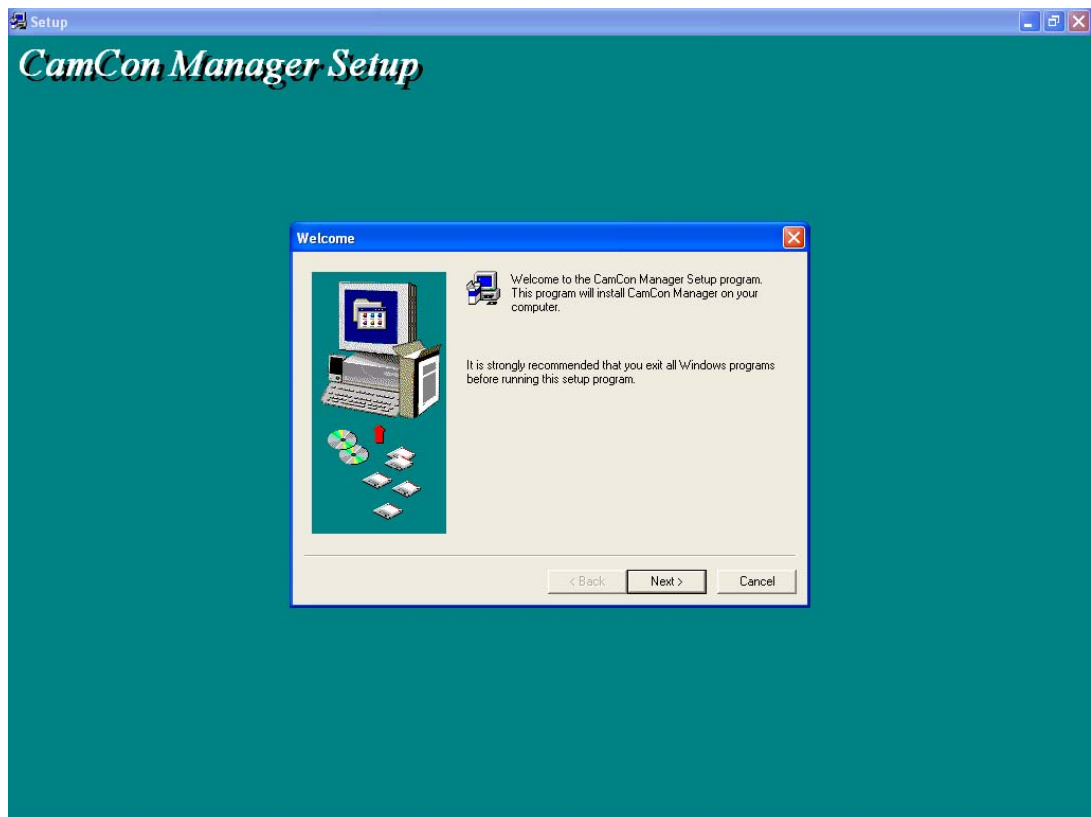 Setup
CamCon Manager Setup
Welcome
Welcome to the CamCon Manager Setup program.
This program will install CamCon Manager on your
computer.
It is strongly recommended that you exit all Windows programs
before running this setup program.
< Back Next > Cancel